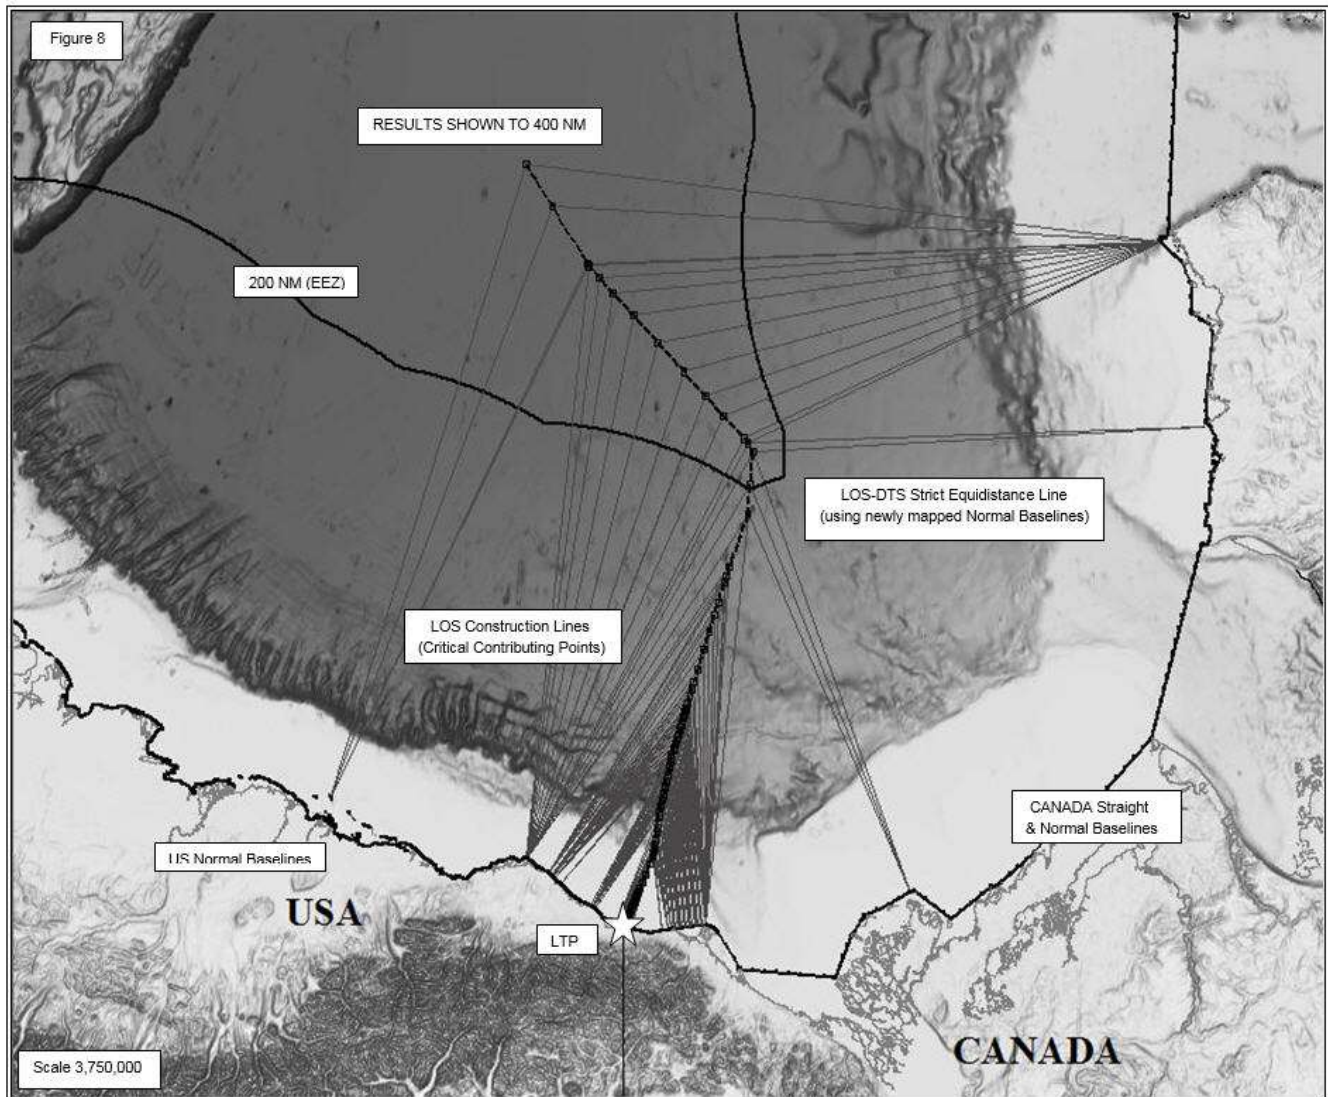 Figure 8
RESULTS SHOWN TO 400 NM
200 NM (EEZ)
LOS-DTS Strict Equidistance Line
(using newly mapped Normal Baselines)
LOS Construction Lines
(Critical Contributing Points)
CANADA Straight
& Normal Baselines
US Normal Baselines
USA
LTP
CANADA
Scale 3,750,000